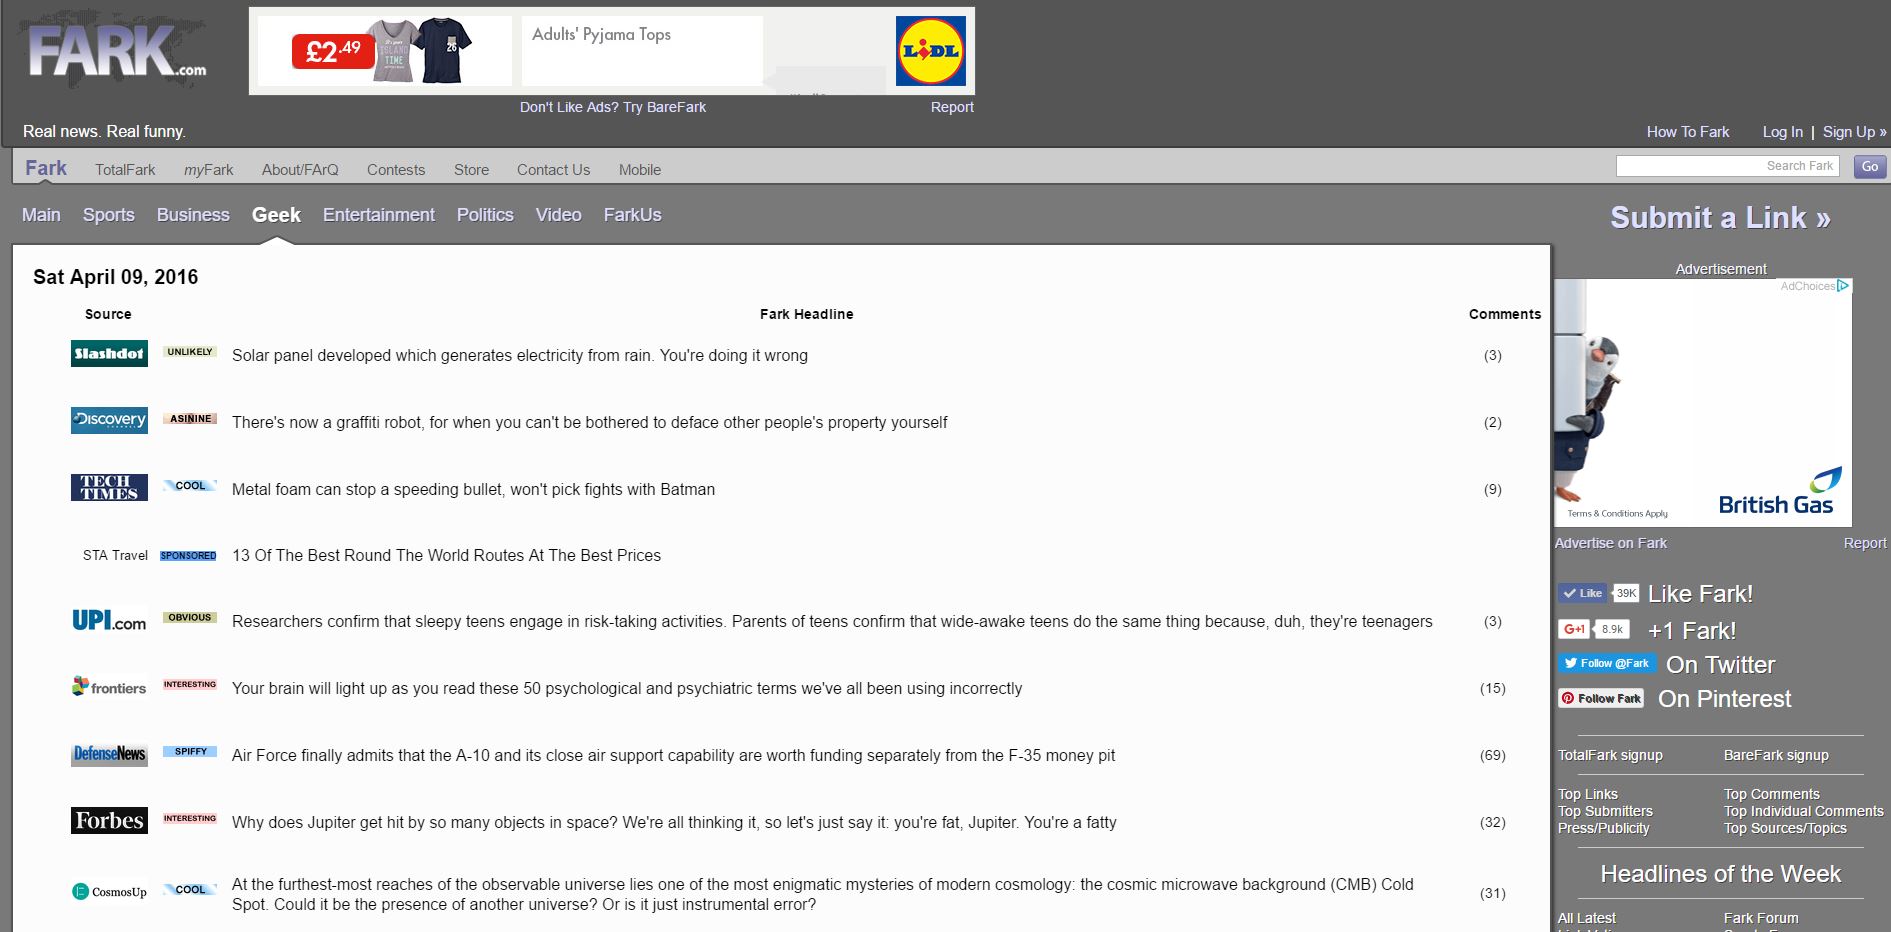 FARK.com
£2.49
ISLAND
TIME
26
Adults' Pyjama Tops
LIDL
Don't Like Ads? Try BareFark
Report
Real news. Real funny.
How To Fark
Log In | Sign Up »
Fark
TotalFark
myFark
About/FArQ
Contests
Store
Contact Us
Mobile
Search Fark
Go
Main
Sports
Business
Geek
Entertainment
Politics
Video
FarkUs
Submit a Link »
Sat April 09, 2016
Source
Fark Headline
Comments
Slashdot UNLIKELY Solar panel developed which generates electricity from rain. You're doing it wrong (3)
Discovery CHANNEL ASININE There's now a graffiti robot, for when you can't be bothered to deface other people's property yourself (2)
TECH
TIMES COOL Metal foam can stop a speeding bullet, won't pick fights with Batman (9)
STA Travel SPONSORED 13 Of The Best Round The World Routes At The Best Prices
UPI.com OBVIOUS Researchers confirm that sleepy teens engage in risk-taking activities. Parents of teens confirm that wide-awake teens do the same thing because, duh, they're teenagers (3)
frontiers INTERESTING Your brain will light up as you read these 50 psychological and psychiatric terms we've all been using incorrectly (15)
DefenseNews SPIFFY Air Force finally admits that the A-10 and its close air support capability are worth funding separately from the F-35 money pit (69)
Forbes INTERESTING Why does Jupiter get hit by so many objects in space? We're all thinking it, so let's just say it: you're fat, Jupiter. You're a fatty (32)
CosmosUp COOL At the furthest-most reaches of the observable universe lies one of the most enigmatic mysteries of modern cosmology: the cosmic microwave background (CMB) Cold
Spot. Could it be the presence of another universe? Or is it just instrumental error? (31)
Advertisement
AdChoices
British Gas
Terms & Conditions Apply
Advertise on Fark
Report
Like 39K Like Fark!
G+1 8.9k +1 Fark!
Follow @Fark On Twitter
Follow Fark On Pinterest
TotalFark signup
BareFark signup
Top Links
Top Comments
Top Submitters
Top Individual Comments
Press/Publicity
Top Sources/Topics
Headlines of the Week
All Latest
Fark Forum